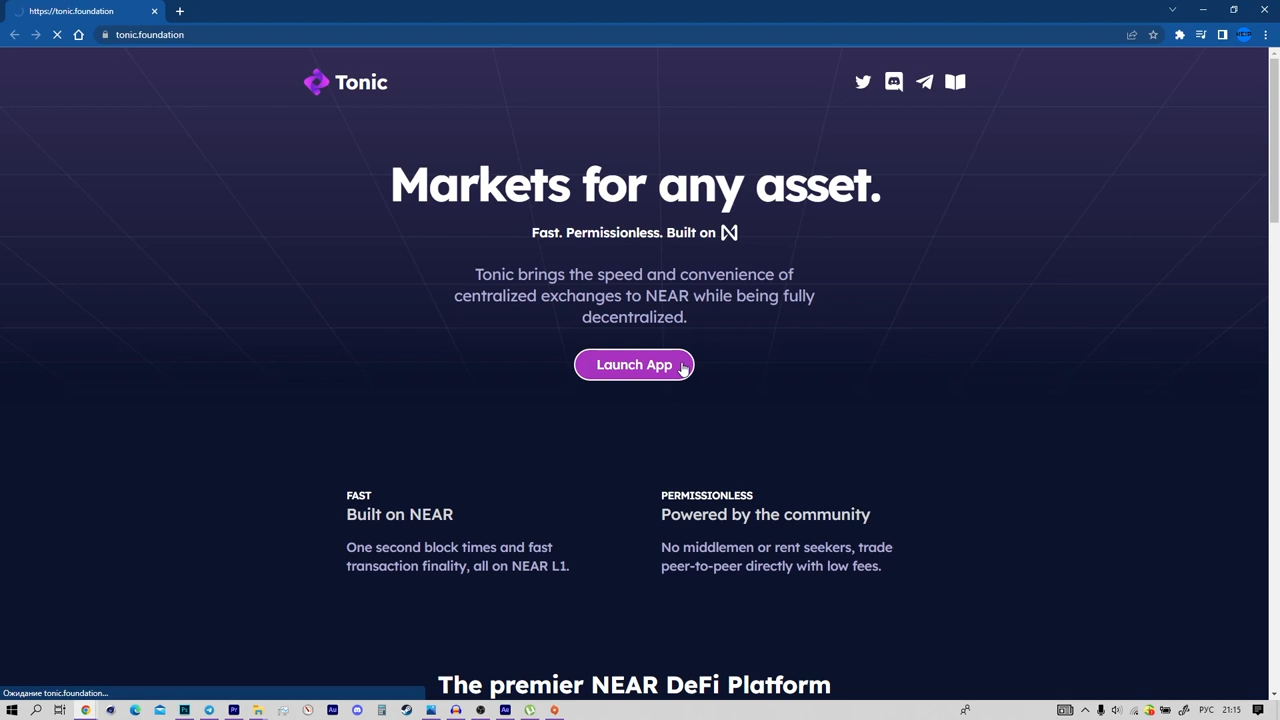 https://tonic.foundation
tonic.foundation
Tonic
Markets for any asset.
Fast. Permissionless. Built on
Tonic brings the speed and convenience of
centralized exchanges to NEAR while being fully
decentralized.
Launch App
FAST
Built on NEAR
One second block times and fast
transaction finality, all on NEAR L1.
PERMISSIONLESS
Powered by the community
No middlemen or rent seekers, trade
peer-to-peer directly with low fees.
The premier NEAR DeFi Platform
Ожидание tonic.foundation...
РУС
21:15